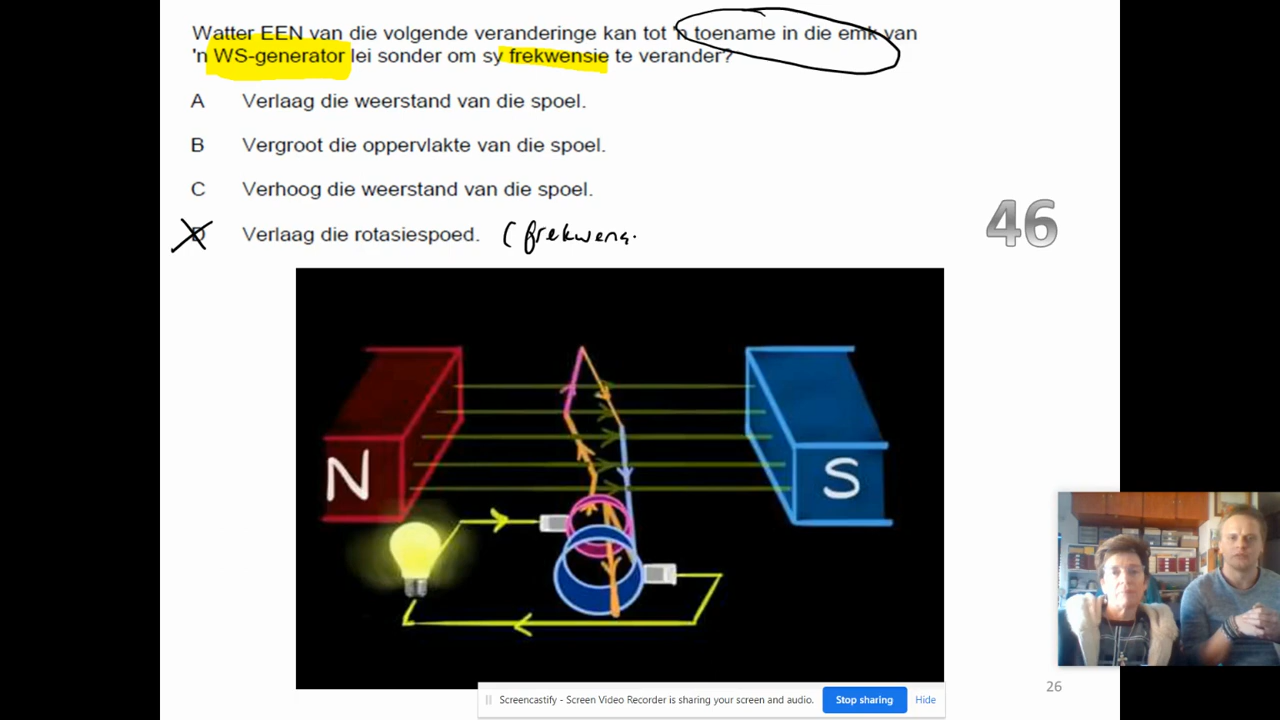 Watter EEN van die volgende veranderinge kan tot 'n toename in die emk van
'n WS-generator lei sonder om sy frekwensie te verander?
A Verlaag die weerstand van die spoel.
B Vergroot die oppervlakte van die spoel.
C Verhoog die weerstand van die spoel.
D Verlaag die rotasiespoed. (frekwens.
46
N
S
Screencastify - Screen Video Recorder is sharing your screen and audio. Stop sharing Hide
26